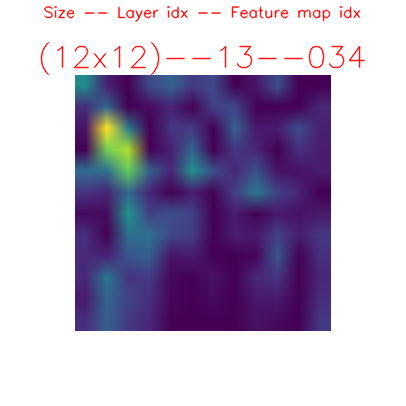 Size -- Layer idx -- Feature map idx
(12x12)--13--034